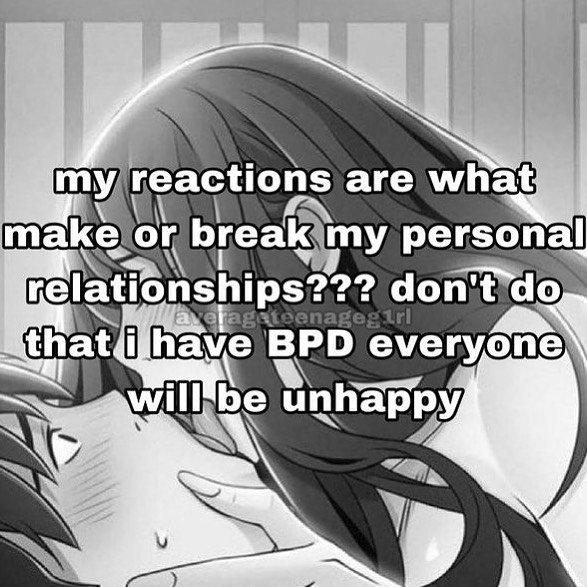 my reactions are what
make or break my personal
relationships??? don't do
averageteenageg1rl
that i have BPD everyone
will be unhappy